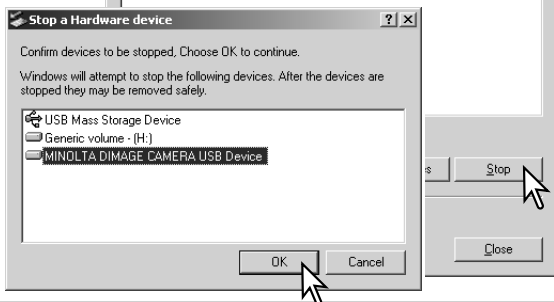 Stop a Hardware device
Confirm devices to be stopped, Choose OK to continue.
Windows will attempt to stop the following devices. After the devices are
stopped they may be removed safely.
USB Mass Storage Device
Generic volume - (H:)
MINOLTA DIMAGE CAMERA USB Device
OK
Cancel
Stop
Close